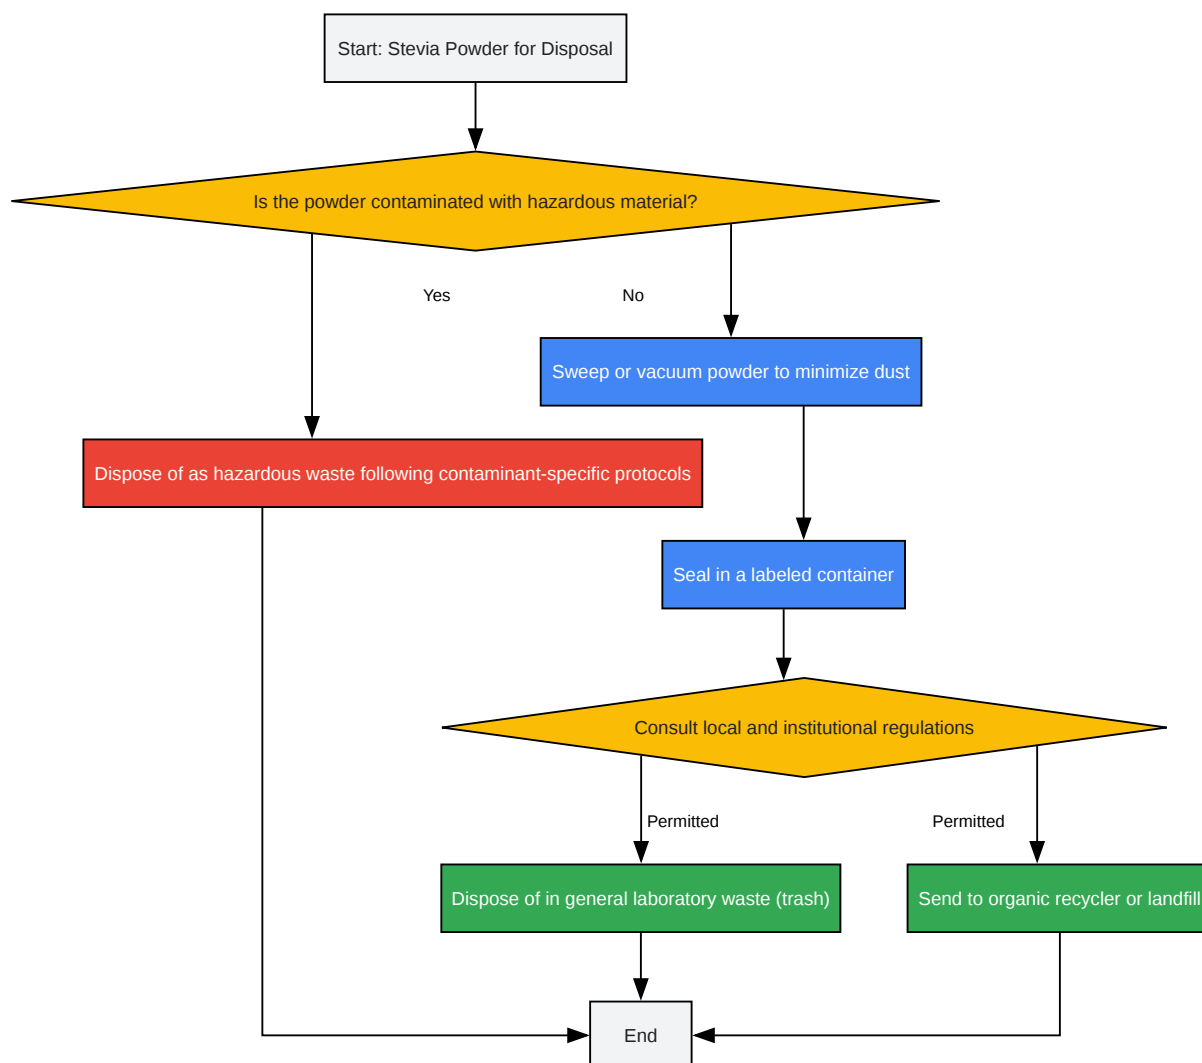 Start: Stevia Powder for Disposal
Is the powder contaminated with hazardous material?
Yes
No
Sweep or vacuum powder to minimize dust
Dispose of as hazardous waste following contaminant-specific protocols
Seal in a labeled container
Consult local and institutional regulations
Permitted
Permitted
Dispose of in general laboratory waste (trash)
Send to organic recycler or landfill
End